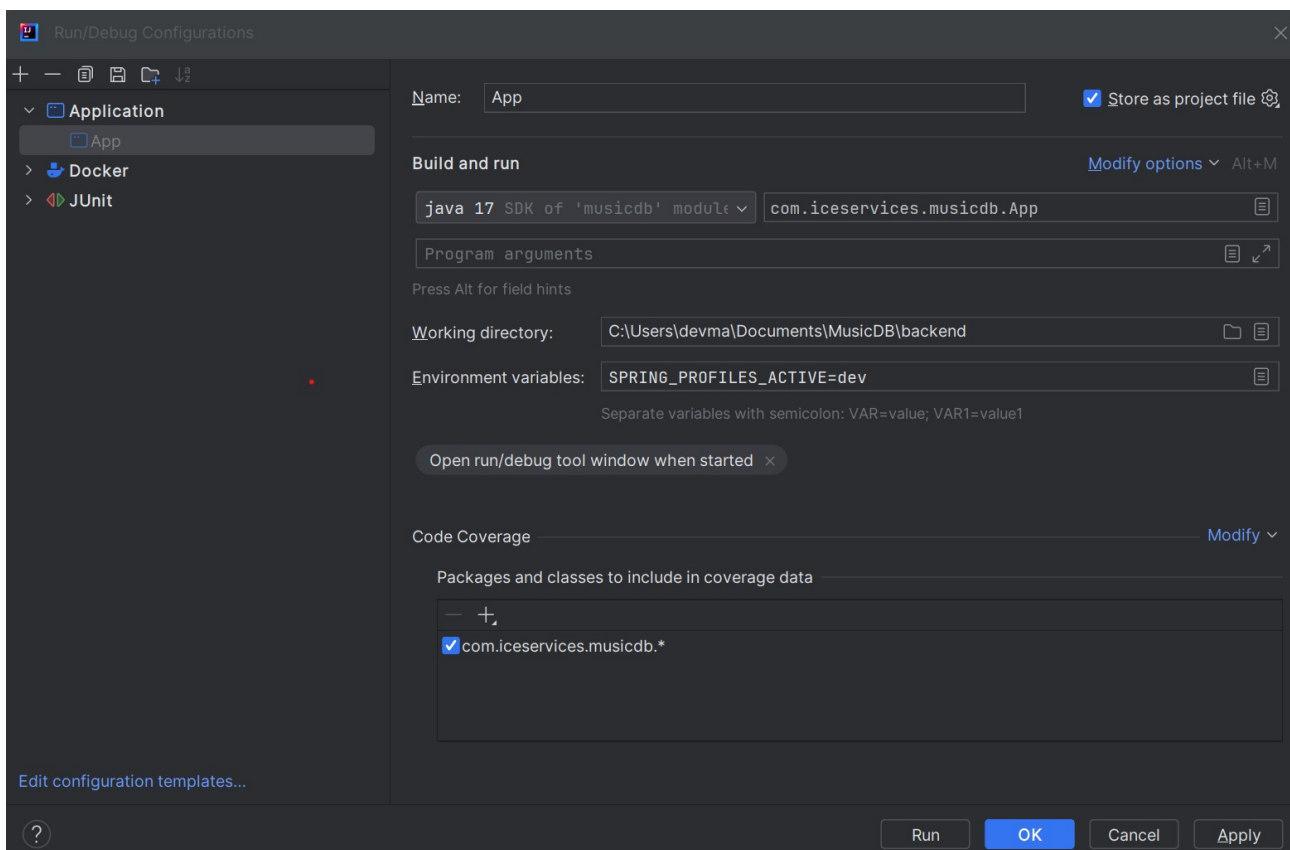 Run/Debug Configurations
Application
App
Docker
JUnit
Edit configuration templates...
Name: App
Store as project file
Build and run
Modify options Alt+M
java 17 SDK of 'musicdb' module com.iceservices.musicdb.App
Program arguments
Press Alt for field hints
Working directory: C:\Users\devma\Documents\MusicDB\backend
Environment variables: SPRING_PROFILES_ACTIVE=dev
Separate variables with semicolon: VAR=value; VAR1=value1
Open run/debug tool window when started ×
Code Coverage Modify
Packages and classes to include in coverage data
com.iceservices.musicdb.*
? Run OK Cancel Apply